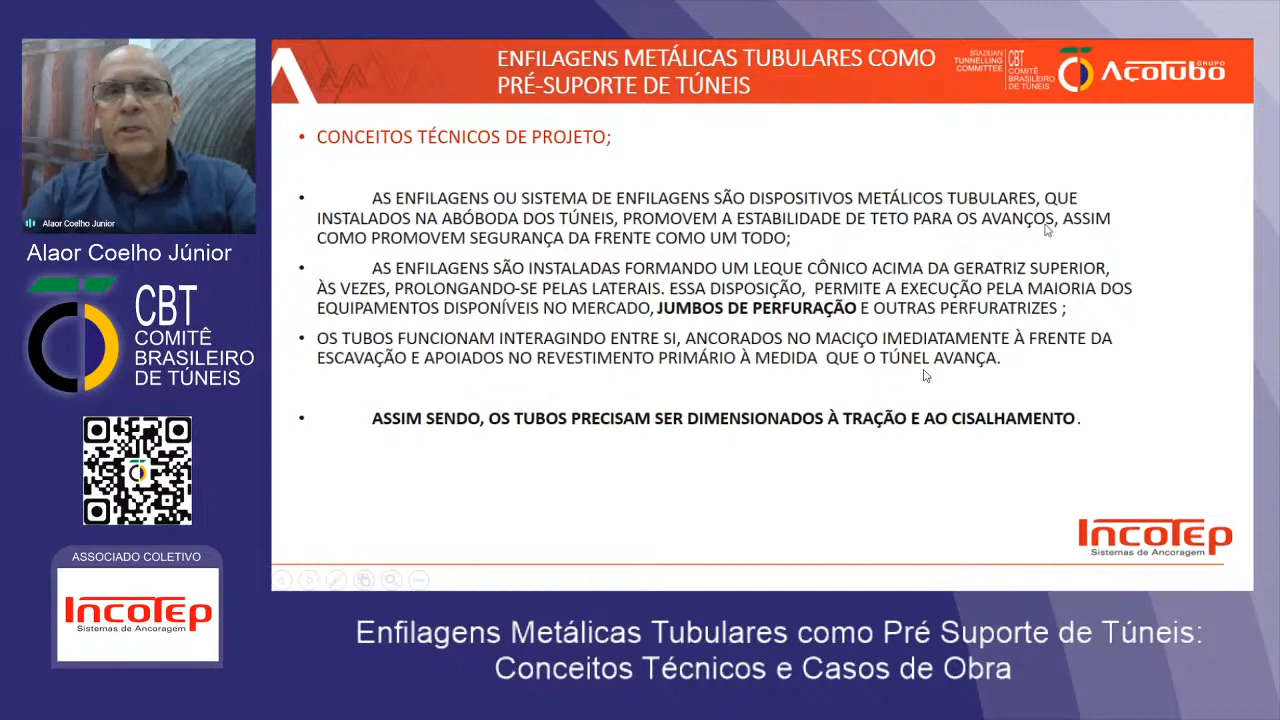 Alaor Coelho Junior
Alaor Coelho Júnior
CBT
COMITÊ
BRASILEIRO
DE TÚNEIS
ASSOCIADO COLETIVO
INCOTEP
Sistemas de Ancoragem
ENFILAGENS METÁLICAS TUBULARES COMO
PRÉ-SUPORTE DE TÚNEIS
BRAZILIAN
TUNNELLING
COMMITTEE
CBT
COMITÊ
BRASILEIRO
DE TÚNEIS
GRUPO
AÇOTUBO
• CONCEITOS TÉCNICOS DE PROJETO;
• AS ENFILAGENS OU SISTEMA DE ENFILAGENS SÃO DISPOSITIVOS METÁLICOS TUBULARES, QUE
INSTALADOS NA ABÓBODA DOS TÚNEIS, PROMOVEM A ESTABILIDADE DE TETO PARA OS AVANÇOS, ASSIM
COMO PROMOVEM SEGURANÇA DA FRENTE COMO UM TODO;
• AS ENFILAGENS SÃO INSTALADAS FORMANDO UM LEQUE CÔNICO ACIMA DA GERATRIZ SUPERIOR,
ÀS VEZES, PROLONGANDO-SE PELAS LATERAIS. ESSA DISPOSIÇÃO, PERMITE A EXECUÇÃO PELA MAIORIA DOS
EQUIPAMENTOS DISPONÍVEIS NO MERCADO, JUMBOS DE PERFURAÇÃO E OUTRAS PERFURATRIZES ;
• OS TUBOS FUNCIONAM INTERAGINDO ENTRE SI, ANCORADOS NO MACIÇO IMEDIATAMENTE À FRENTE DA
ESCAVAÇÃO E APOIADOS NO REVESTIMENTO PRIMÁRIO À MEDIDA QUE O TÚNEL AVANÇA.
• ASSIM SENDO, OS TUBOS PRECISAM SER DIMENSIONADOS À TRAÇÃO E AO CISALHAMENTO.
INCOTEP
Sistemas de Ancoragem
Enfilagens Metálicas Tubulares como Pré Suporte de Túneis:
Conceitos Técnicos e Casos de Obra